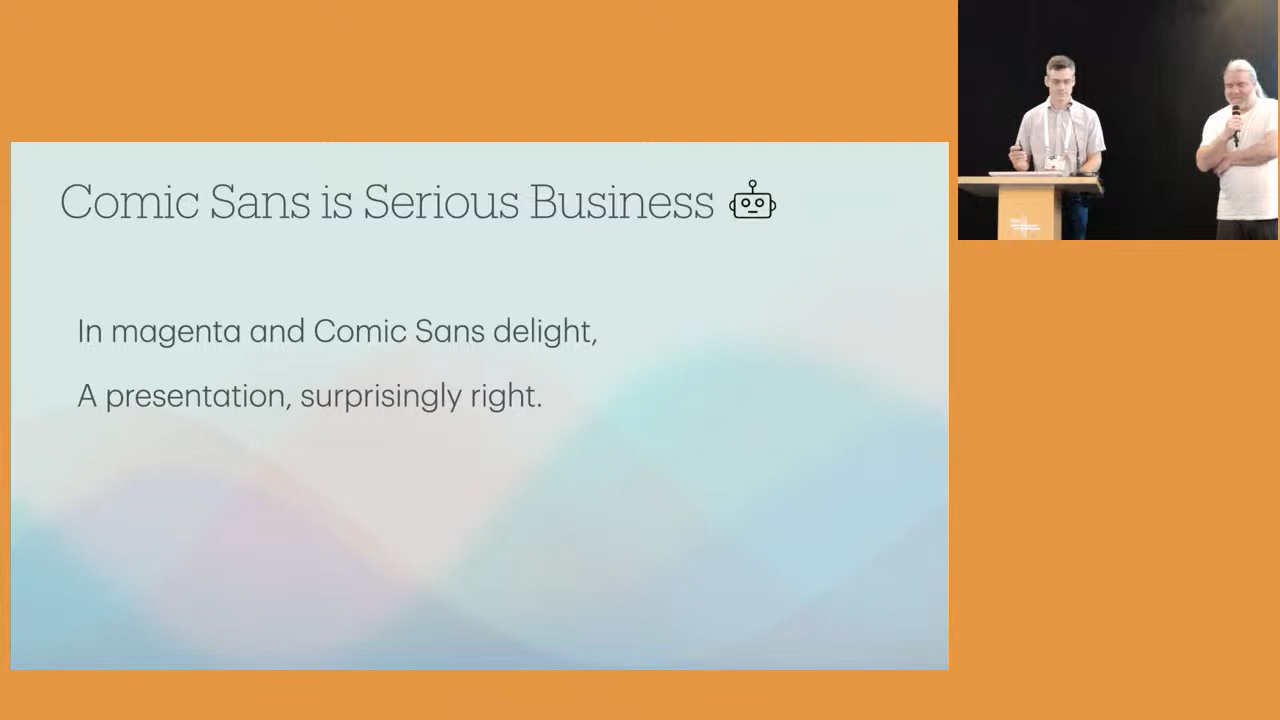 Comic Sans is Serious Business
In magenta and Comic Sans delight,
A presentation, surprisingly right.